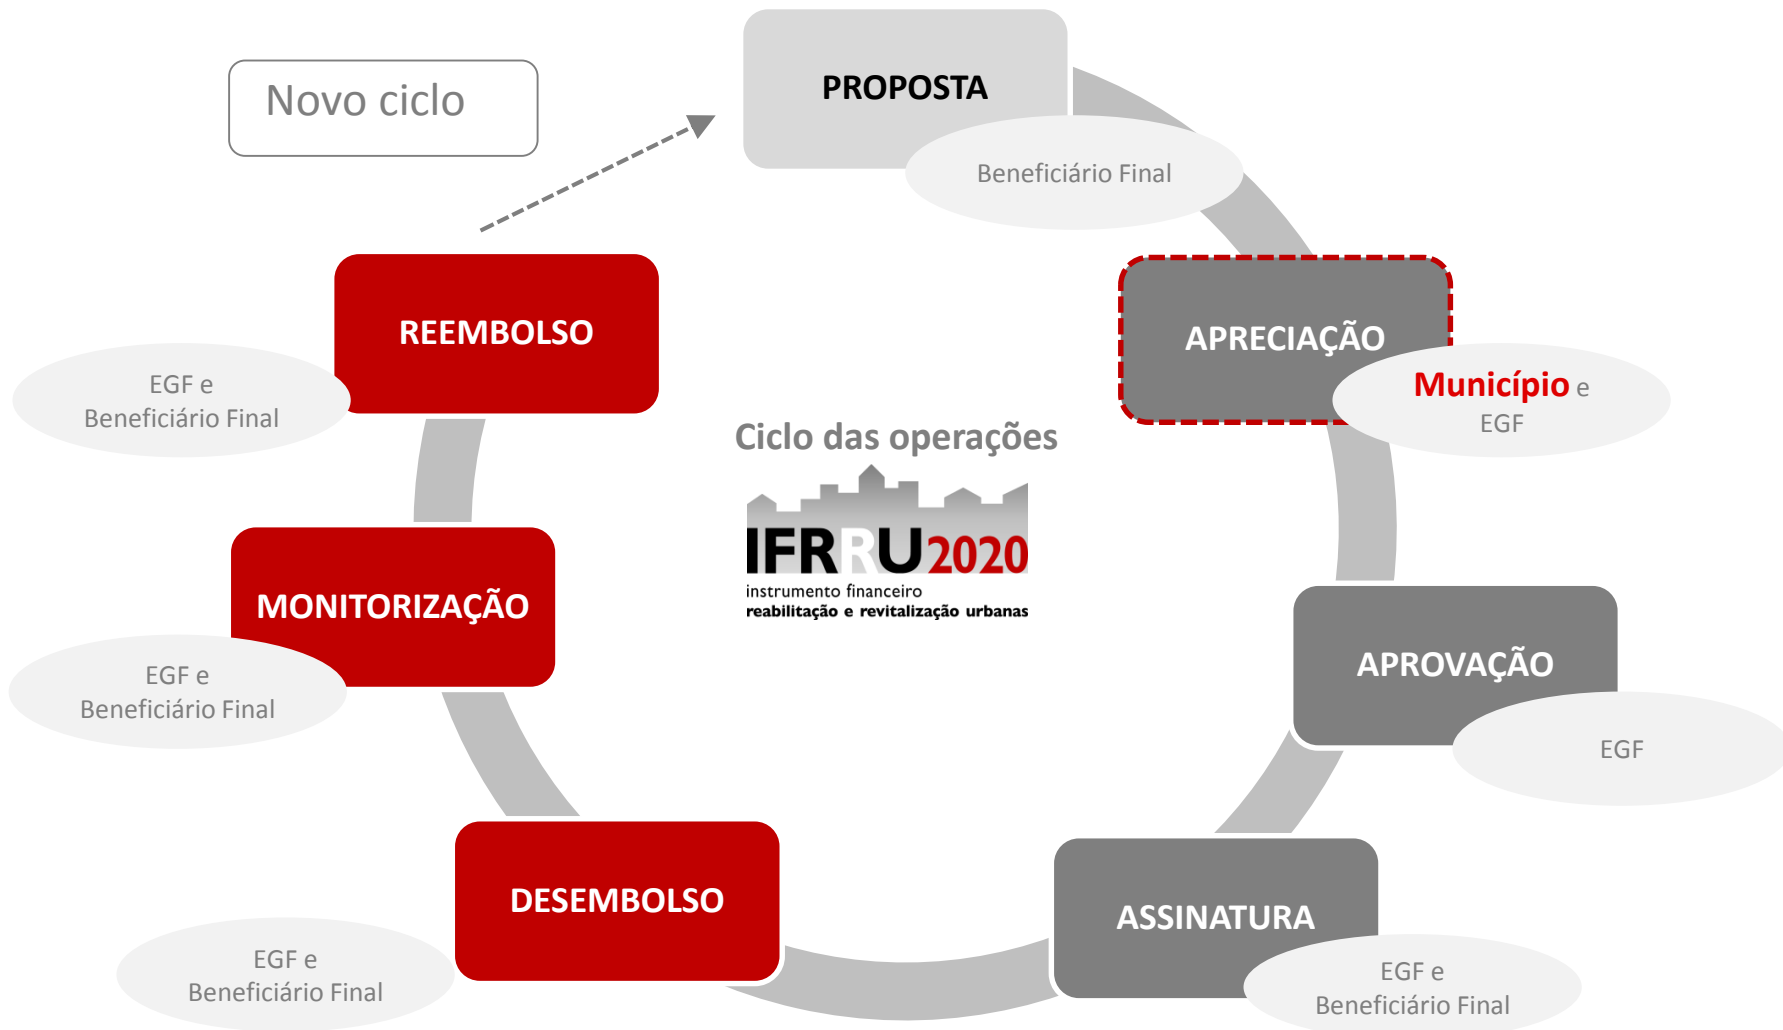 Novo ciclo
PROPOSTA
Beneficiário Final
APRECIAÇÃO
Município e
EGF
APROVAÇÃO
EGF
ASSINATURA
EGF e
Beneficiário Final
DESEMBOLSO
EGF e
Beneficiário Final
MONITORIZAÇÃO
EGF e
Beneficiário Final
REEMBOLSO
EGF e
Beneficiário Final
Ciclo das operações
IFRRU2020
instrumento financeiro
reabilitação e revitalização urbanas